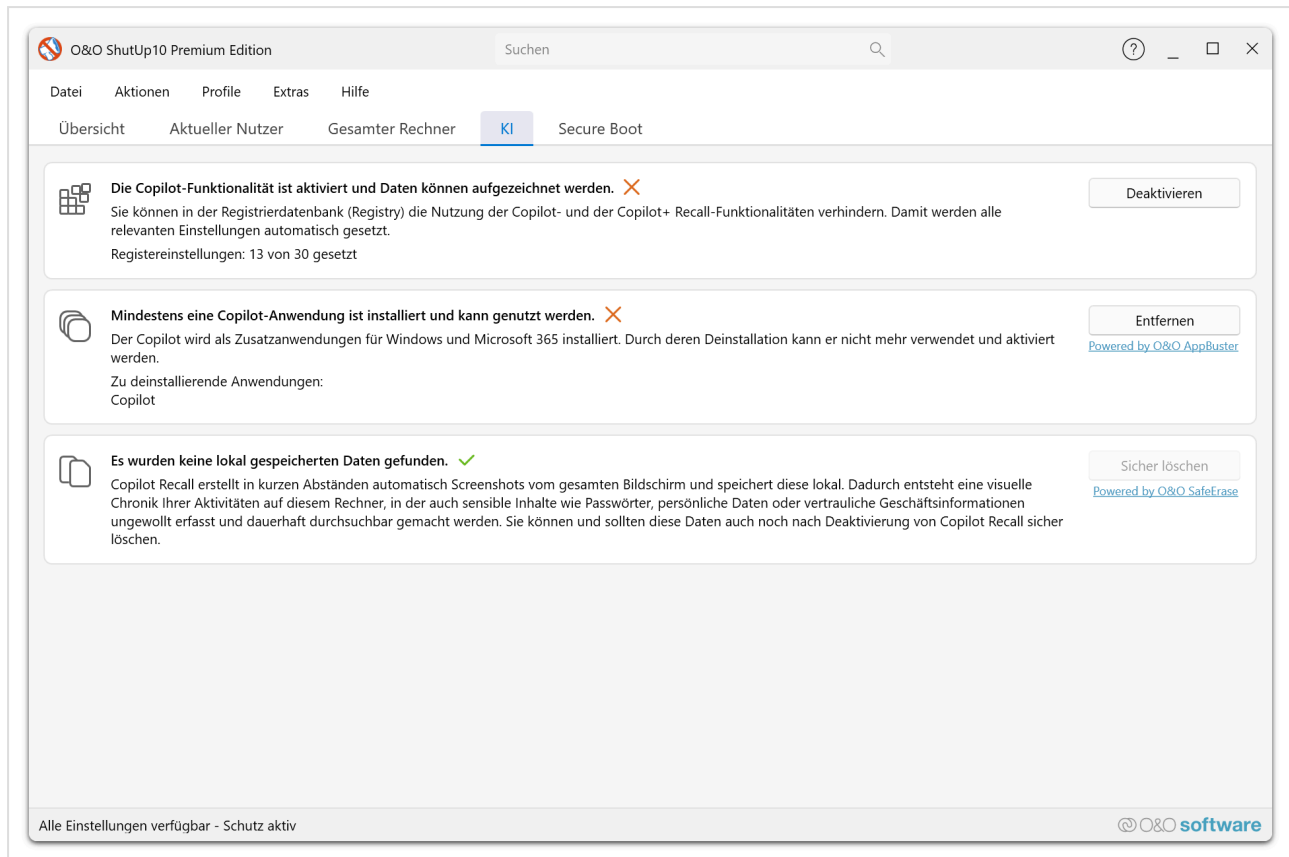 O&O ShutUp10 Premium Edition
Suchen
?
Datei Aktionen Profile Extras Hilfe
Übersicht Aktueller Nutzer Gesamter Rechner KI Secure Boot
Die Copilot-Funktionalität ist aktiviert und Daten können aufgezeichnet werden.
Deaktivieren
Sie können in der Registrierdatenbank (Registry) die Nutzung der Copilot- und der Copilot+ Recall-Funktionalitäten verhindern. Damit werden alle
relevanten Einstellungen automatisch gesetzt.
Registereinstellungen: 13 von 30 gesetzt
Mindestens eine Copilot-Anwendung ist installiert und kann genutzt werden.
Entfernen
Powered by O&O AppBuster
Der Copilot wird als Zusatzanwendungen für Windows und Microsoft 365 installiert. Durch deren Deinstallation kann er nicht mehr verwendet und aktiviert
werden.
Zu deinstallierende Anwendungen:
Copilot
Es wurden keine lokal gespeicherten Daten gefunden.
Sicher löschen
Powered by O&O SafeErase
Copilot Recall erstellt in kurzen Abständen automatisch Screenshots vom gesamten Bildschirm und speichert diese lokal. Dadurch entsteht eine visuelle
Chronik Ihrer Aktivitäten auf diesem Rechner, in der auch sensible Inhalte wie Passwörter, persönliche Daten oder vertrauliche Geschäftsinformationen
ungewollt erfasst und dauerhaft durchsuchbar gemacht werden. Sie können und sollten diese Daten auch noch nach Deaktivierung von Copilot Recall sicher
löschen.
Alle Einstellungen verfügbar - Schutz aktiv
O&O software